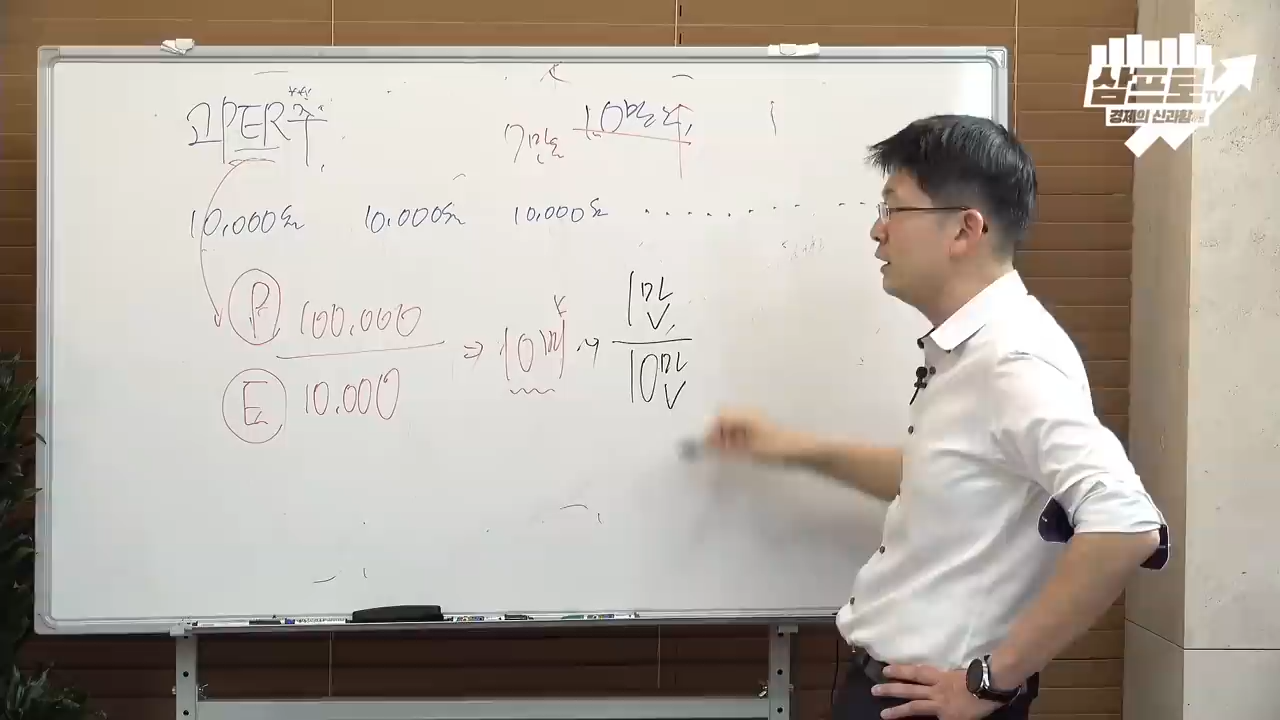 고PER주
10만원
7만원
10,000원 10,000원 10,000원 ........
P 100,000
E 10,000
⇒ 10배
1만
10만
삼프로TV
경제의 신과함께